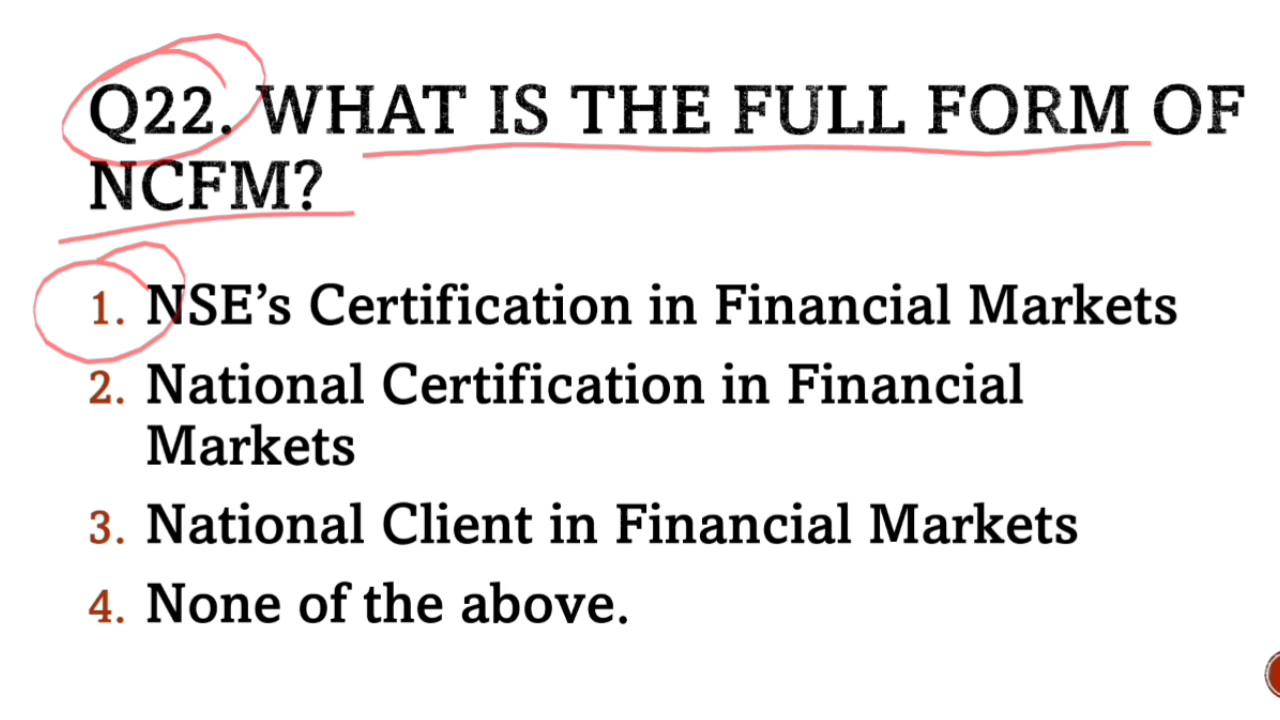 Q22. WHAT IS THE FULL FORM OF
NCFM?
1. NSE’s Certification in Financial Markets
2. National Certification in Financial
Markets
3. National Client in Financial Markets
4. None of the above.